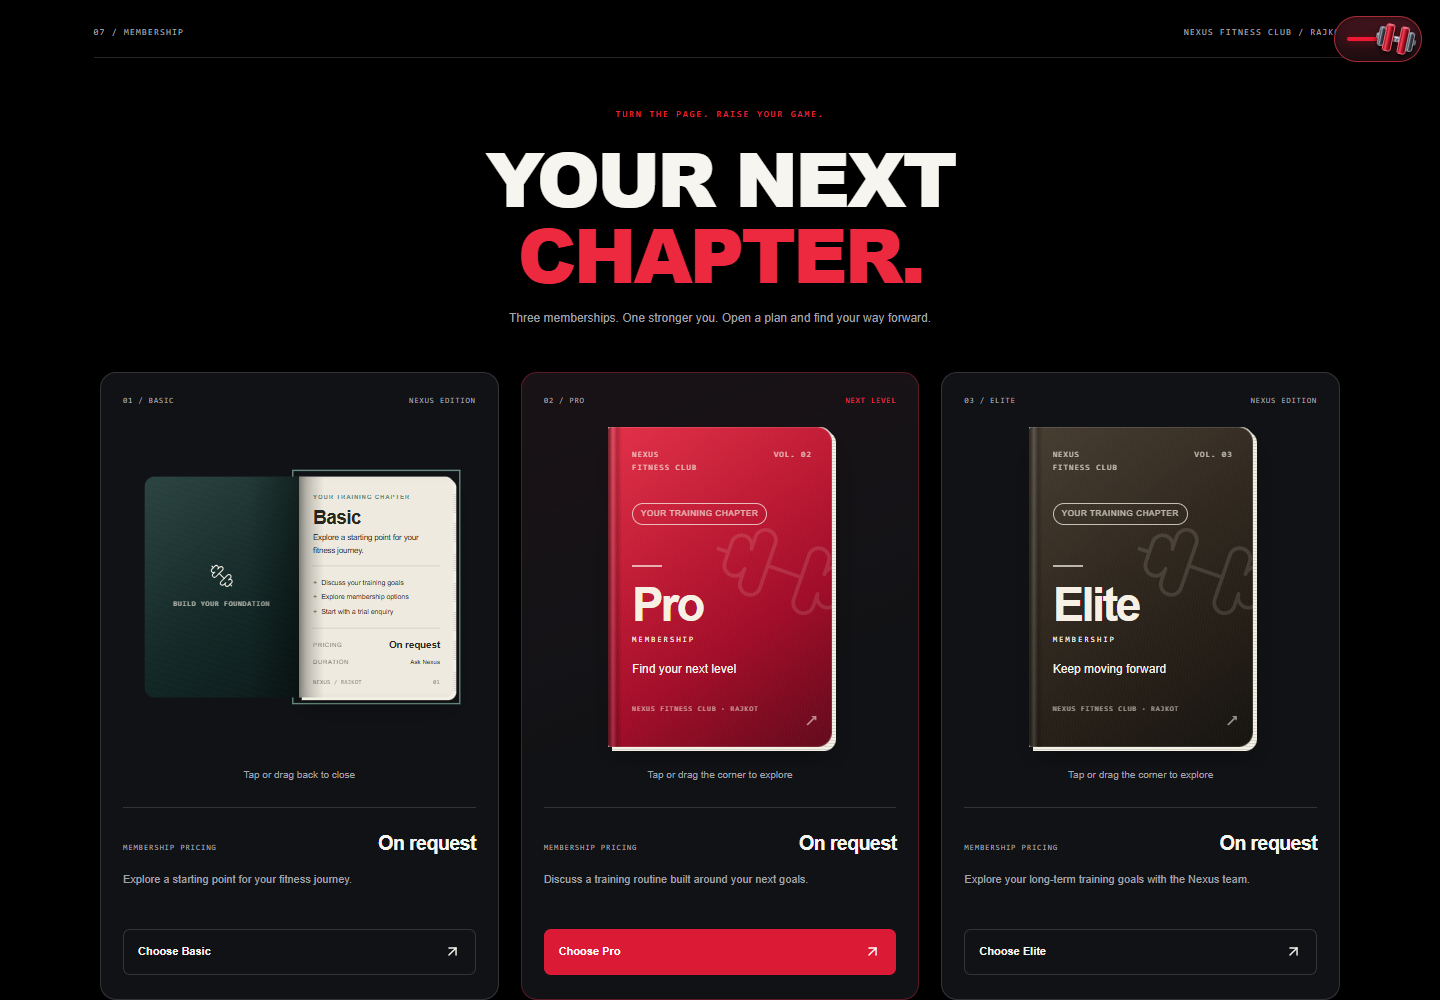 07 / MEMBERSHIP
NEXUS FITNESS CLUB /
TURN THE PAGE. RAISE YOUR GAME.
YOUR NEXT
CHAPTER.
Three memberships. One stronger you. Open a plan and find your way forward.
01 / BASIC
NEXUS EDITION
BUILD YOUR FOUNDATION
YOUR TRAINING CHAPTER
Basic
Explore a starting point for your
fitness journey.
+ Discuss your training goals
+ Explore membership options
+ Start with a trial enquiry
PRICING On request
DURATION Ask Nexus
NEXUS / RAJKOT 01
Tap or drag back to close
MEMBERSHIP PRICING On request
Explore a starting point for your fitness journey.
Choose Basic
02 / PRO
NEXT LEVEL
NEXUS
FITNESS CLUB
VOL. 02
YOUR TRAINING CHAPTER
Pro
MEMBERSHIP
Find your next level
NEXUS FITNESS CLUB · RAJKOT
Tap or drag the corner to explore
MEMBERSHIP PRICING On request
Discuss a training routine built around your next goals.
Choose Pro
03 / ELITE
NEXUS EDITION
NEXUS
FITNESS CLUB
VOL. 03
YOUR TRAINING CHAPTER
Elite
MEMBERSHIP
Keep moving forward
NEXUS FITNESS CLUB · RAJKOT
Tap or drag the corner to explore
MEMBERSHIP PRICING On request
Explore your long-term training goals with the Nexus team.
Choose Elite